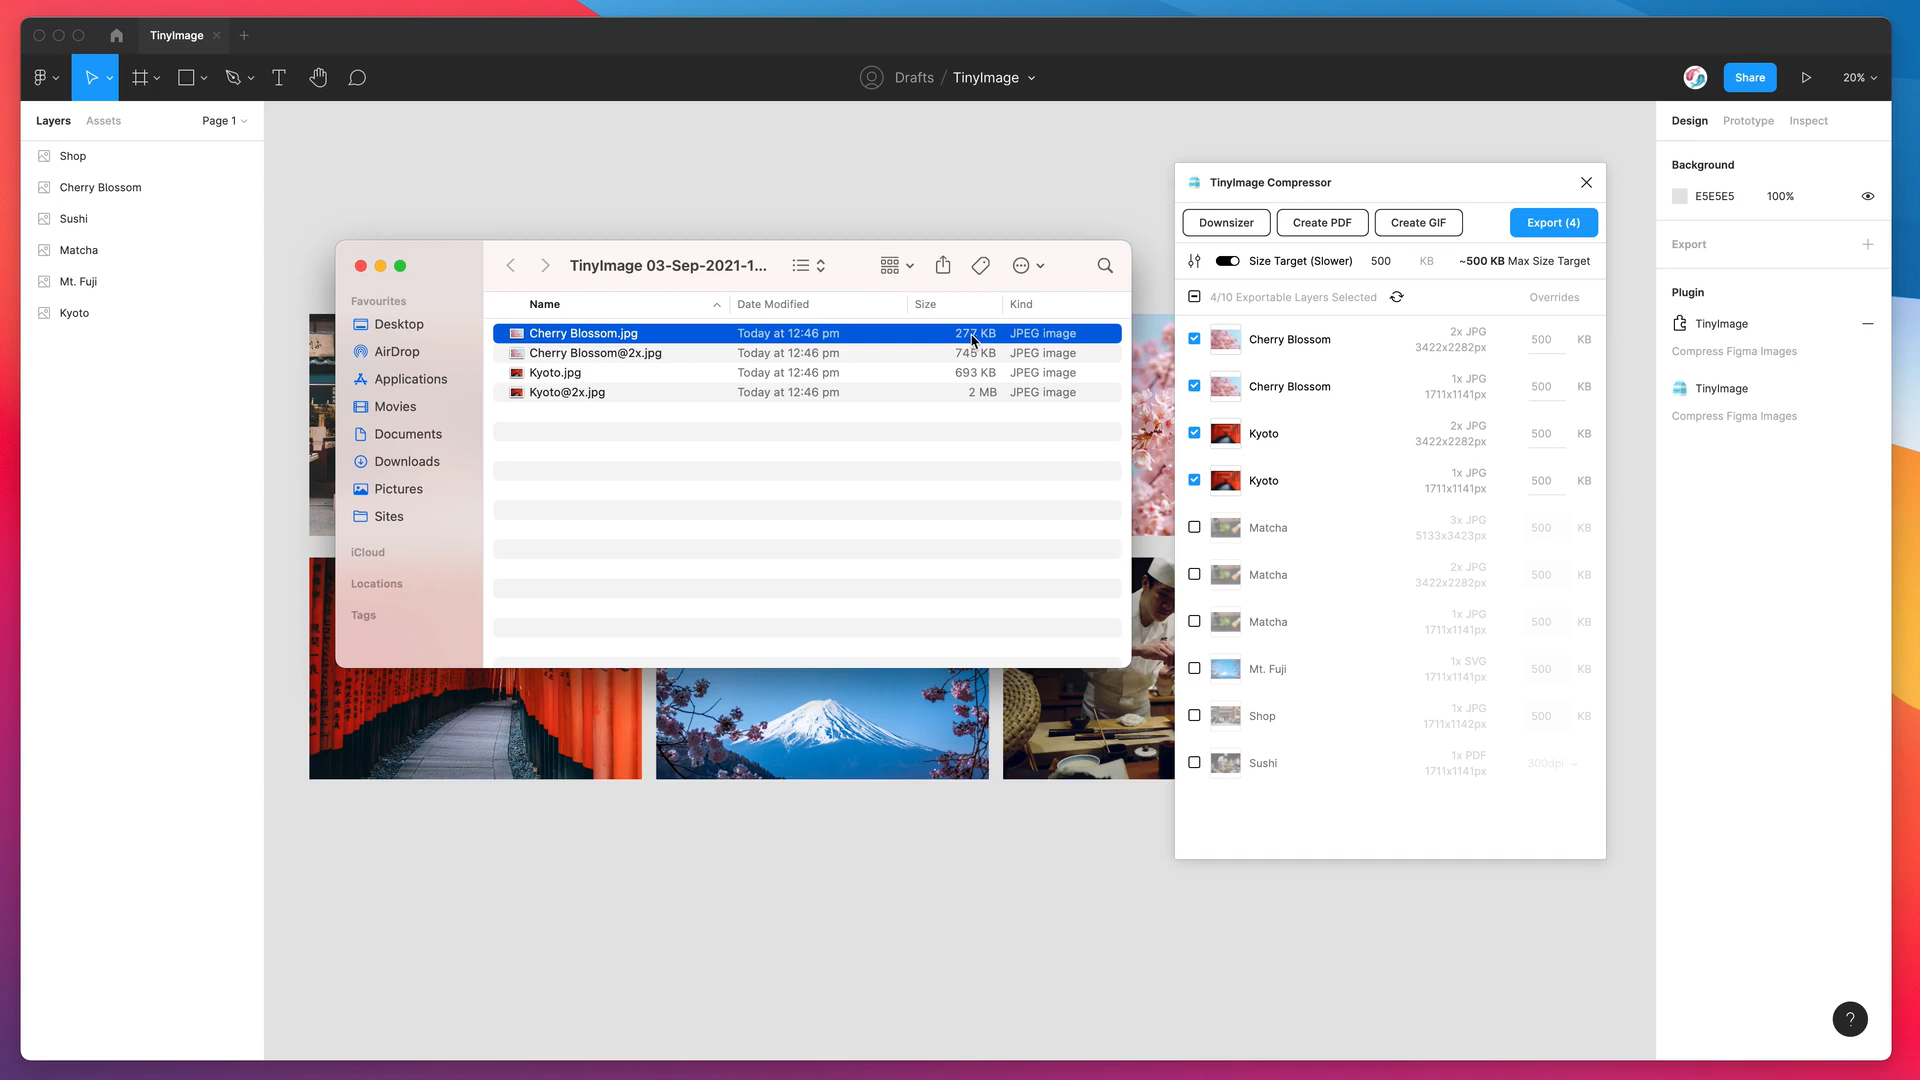 TinyImage
Drafts / TinyImage
Share
20%
Layers
Assets
Page 1
Shop
Cherry Blossom
Sushi
Matcha
Mt. Fuji
Kyoto
TinyImage 03-Sep-2021-1...
Favourites
Desktop
AirDrop
Applications
Movies
Documents
Downloads
Pictures
Sites
iCloud
Locations
Tags
Name Date Modified Size Kind
Cherry Blossom.jpg Today at 12:46 pm 277 KB JPEG image
Cherry Blossom@2x.jpg Today at 12:46 pm 745 KB JPEG image
Kyoto.jpg Today at 12:46 pm 693 KB JPEG image
Kyoto@2x.jpg Today at 12:46 pm 2 MB JPEG image
TinyImage Compressor
Downsizer
Create PDF
Create GIF
Export (4)
Size Target (Slower) 500 KB ~500 KB Max Size Target
4/10 Exportable Layers Selected Overrides
Cherry Blossom 2x JPG 500 KB
3422x2282px
Cherry Blossom 1x JPG 500 KB
1711x1141px
Kyoto 2x JPG 500 KB
3422x2282px
Kyoto 1x JPG 500 KB
1711x1141px
Matcha 3x JPG 500 KB
5133x3423px
Matcha 2x JPG 500 KB
3422x2282px
Matcha 1x JPG 500 KB
1711x1141px
Mt. Fuji 1x SVG 500 KB
1711x1141px
Shop 1x JPG 500 KB
1711x1142px
Sushi 1x PDF 300dpi
1711x1141px
Design
Prototype
Inspect
Background
E5E5E5 100%
Export
Plugin
TinyImage
Compress Figma Images
TinyImage
Compress Figma Images
?